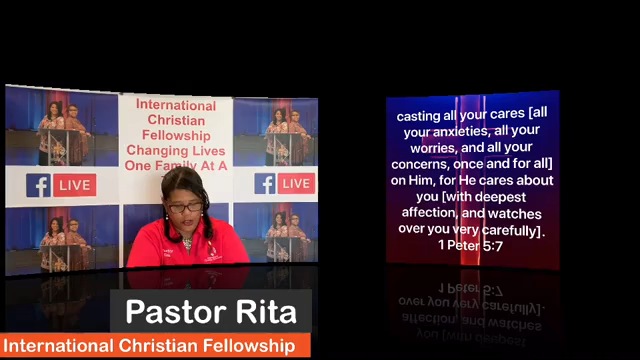 International
Christian
Fellowship
Changing Lives
One Family At A
f LIVE
f LIVE
casting all your cares [all
your anxieties, all your
worries, and all your
concerns, once and for all]
on Him, for He cares about
you [with deepest
affection, and watches
over you very carefully].
1 Peter 5:7
Pastor Rita
International Christian Fellowship